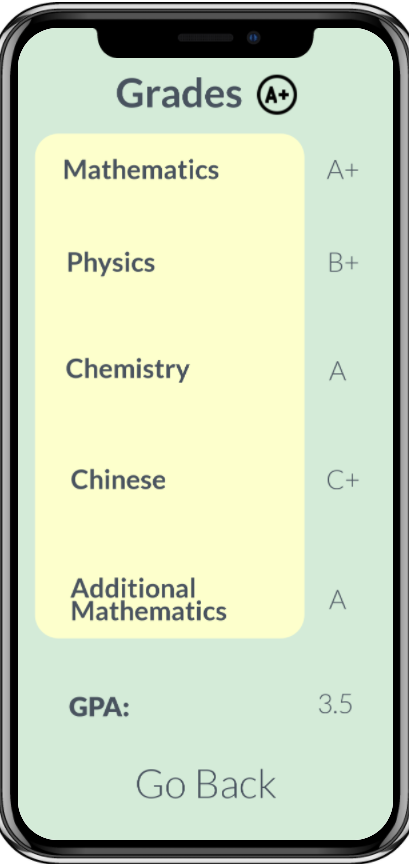 Grades A+
Mathematics A+
Physics B+
Chemistry A
Chinese C+
Additional
Mathematics A
GPA: 3.5
Go Back